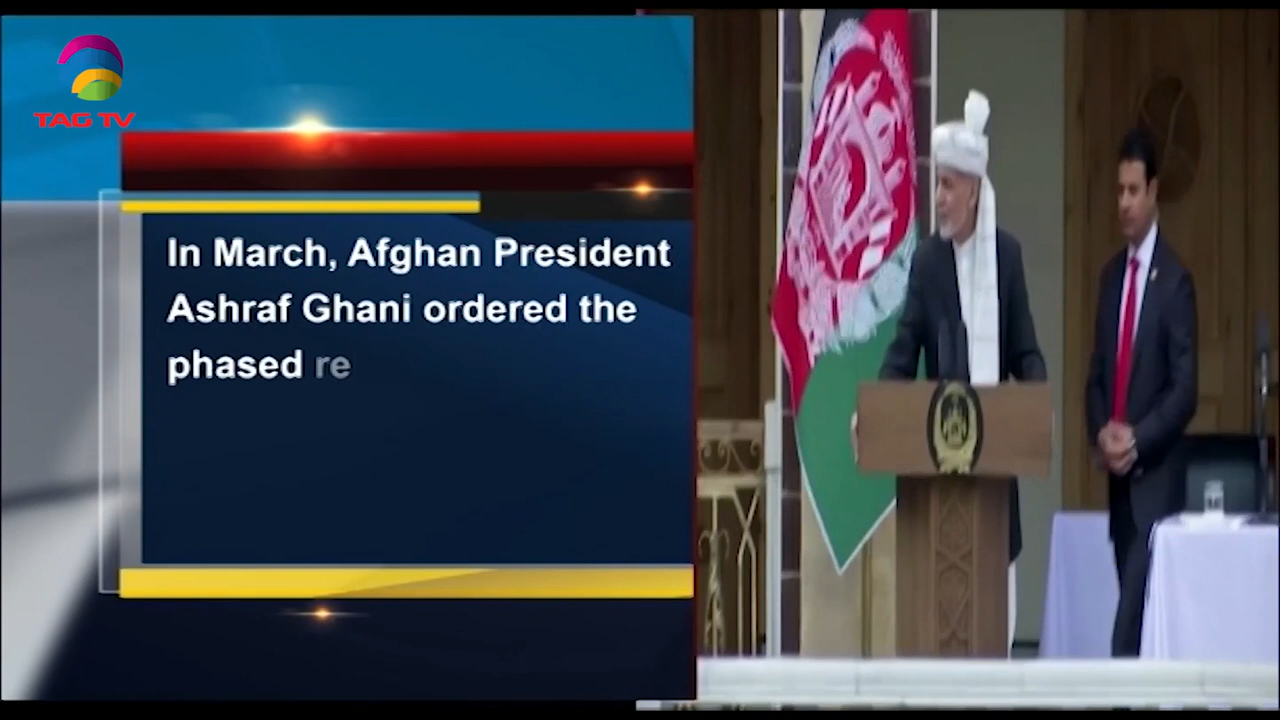 TAG TV
In March, Afghan President
Ashraf Ghani ordered the
phased re